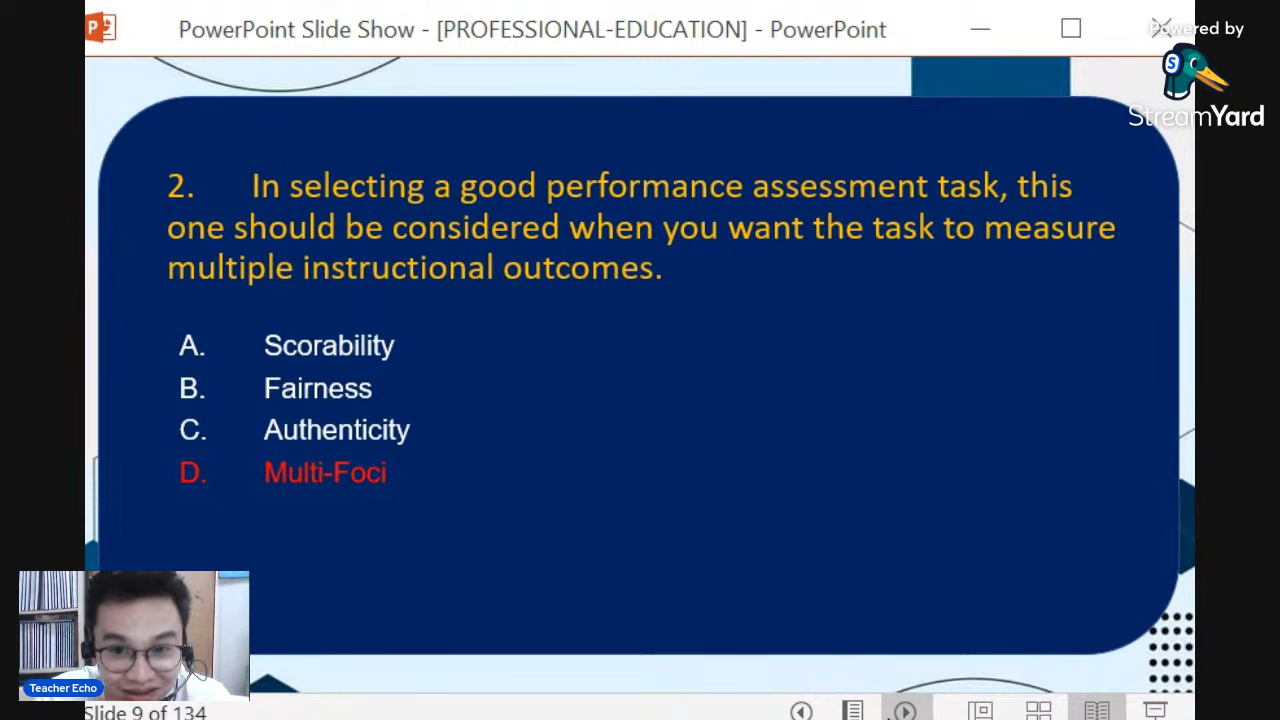 PowerPoint Slide Show - [PROFESSIONAL-EDUCATION] - PowerPoint
Powered by
StreamYard
2. In selecting a good performance assessment task, this
one should be considered when you want the task to measure
multiple instructional outcomes.
A. Scorability
B. Fairness
C. Authenticity
D. Multi-Foci
Teacher Echo
Slide 9 of 134